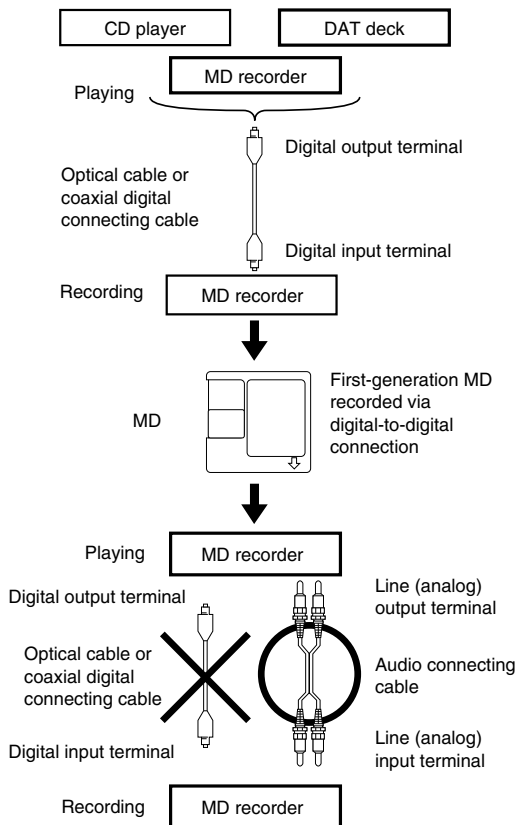 CD player
DAT deck
MD recorder
Playing
Digital output terminal
Optical cable or
coaxial digital
connecting cable
Digital input terminal
Recording
MD recorder
MD
First-generation MD
recorded via
digital-to-digital
connection
Playing
MD recorder
Digital output terminal
Line (analog)
output terminal
Optical cable or
coaxial digital
connecting cable
Audio connecting
cable
Digital input terminal
Line (analog)
input terminal
Recording
MD recorder